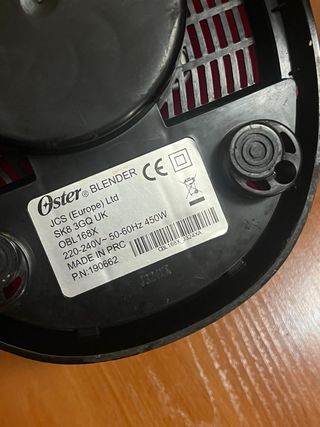 Oster® BLENDER CE
JCS (Europe) Ltd
SK8 3GQ UK
OBL168X
220-240V~ 50-60Hz 450W
MADE IN PRC
P.N:190662